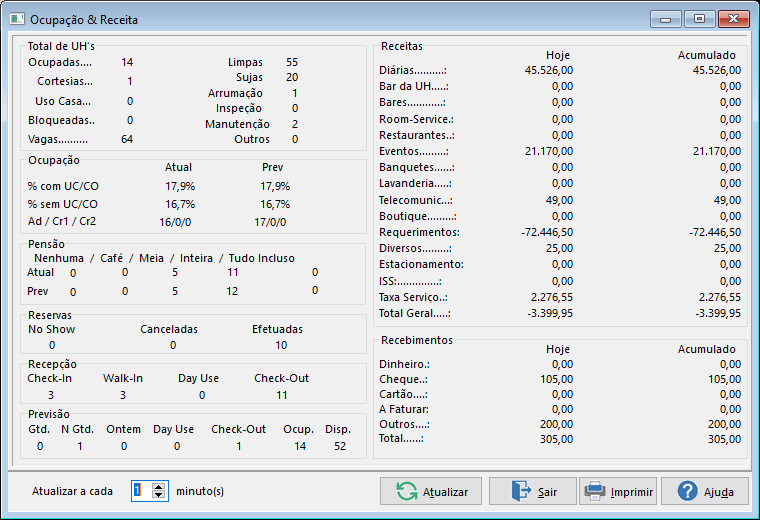 Ocupação & Receita
Total de UH's
Ocupadas.... 14 Limpas 55
Cortesias... 1 Sujas 20
Arrumação 1
Uso Casa... 0 Inspeção 0
Bloqueadas.. 0 Manutenção 2
Vagas.......... 64 Outros 0
Ocupação
Atual Prev
% com UC/CO 17,9% 17,9%
% sem UC/CO 16,7% 16,7%
Ad / Cr1 / Cr2 16/0/0 17/0/0
Pensão
Nenhuma / Café / Meia / Inteira / Tudo Incluso
Atual 0 0 5 11 0
Prev 0 0 5 12 0
Reservas
No Show Canceladas Efetuadas
0 0 10
Recepção
Check-In Walk-In Day Use Check-Out
3 3 0 11
Previsão
Gtd. N Gtd. Ontem Day Use Check-Out Ocup. Disp.
0 1 0 0 1 14 52
Receitas
Hoje Acumulado
Diárias..........: 45.526,00 45.526,00
Bar da UH.....: 0,00 0,00
Bares............: 0,00 0,00
Room-Service.: 0,00 0,00
Restaurantes..: 0,00 0,00
Eventos.........: 21.170,00 21.170,00
Banquetes......: 0,00 0,00
Lavanderia.....: 0,00 0,00
Telecomunic...: 49,00 49,00
Boutique.........: 0,00 0,00
Requerimentos: -72.446,50 -72.446,50
Diversos.........: 25,00 25,00
Estacionamento: 0,00 0,00
ISS:..............: 0,00 0,00
Taxa Serviço..: 2.276,55 2.276,55
Total Geral.....: -3.399,95 -3.399,95
Recebimentos
Hoje Acumulado
Dinheiro.: 0,00 0,00
Cheque..: 105,00 105,00
Cartão....: 0,00 0,00
A Faturar: 0,00 0,00
Outros....: 200,00 200,00
Total......: 305,00 305,00
Atualizar a cada 1 minuto(s)
Atualizar Sair Imprimir Ajuda